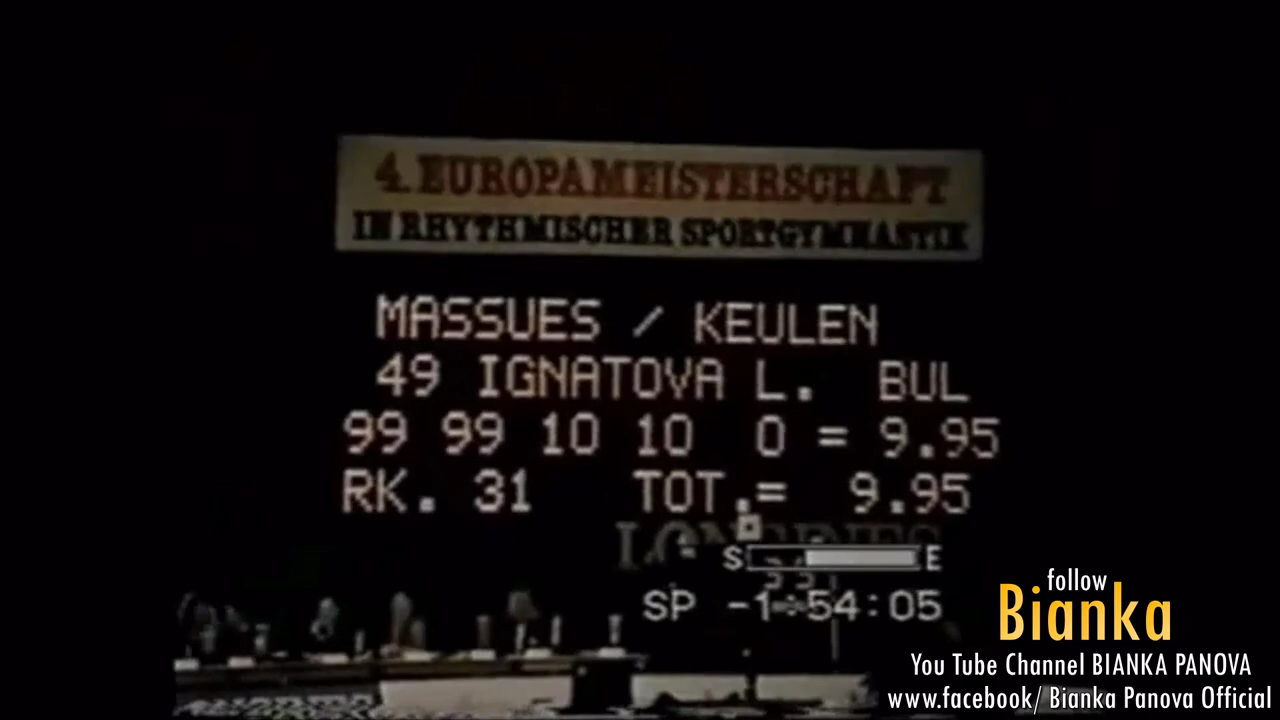 4. EUROPAMEISTERSCHAFT
IN RHYTHMISCHER SPORTGYMNASTIK
MASSUES / KEULEN
49 IGNATOVA L. BUL
99 99 10 10 0 = 9.95
RK. 31 TOT.= 9.95
LONGINES
S E
SP -1:54:05
follow
Bianka
You Tube Channel BIANKA PANOVA
www.facebook/ Bianka Panova Official